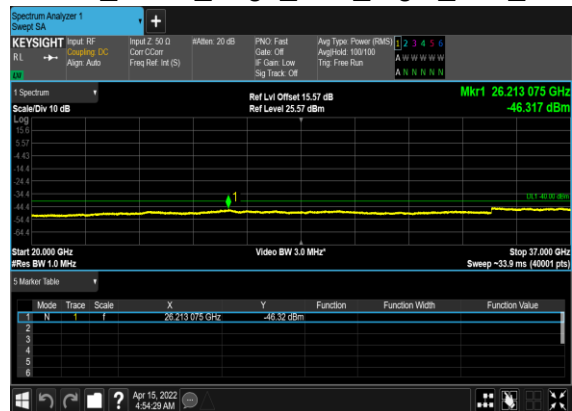 Spectrum Analyzer 1
Swept SA
KEYSIGHT Input: RF Input Z: 50 Ω #Atten: 20 dB PNO: Fast Avg Type: Power (RMS) 1 2 3 4 5 6
RL Coupling: DC Corr CCorr Gate: Off Avg|Hold: 100/100 A W W W W W
Align: Auto Freq Ref: Int (S) IF Gain: Low Trig: Free Run
LW Sig Track: Off A N N N N N
1 Spectrum Ref Lvl Offset 15.57 dB Mkr1 26.213 075 GHz
Scale/Div 10 dB Ref Level 25.57 dBm -46.317 dBm
Log
15.6
5.57
-4.43
-14.4
-24.4
-34.4
-44.4
-54.4
-64.4
1
Start 20.000 GHz Video BW 3.0 MHz* Stop 37.000 GHz
#Res BW 1.0 MHz Sweep ~33.9 ms (40001 pts)
5 Marker Table
Mode Trace Scale X Y Function Function Width Function Value
1 N 1 f 26.213 075 GHz -46.32 dBm
2
3
4
5
6
Apr 15, 2022
4:54:29 AM